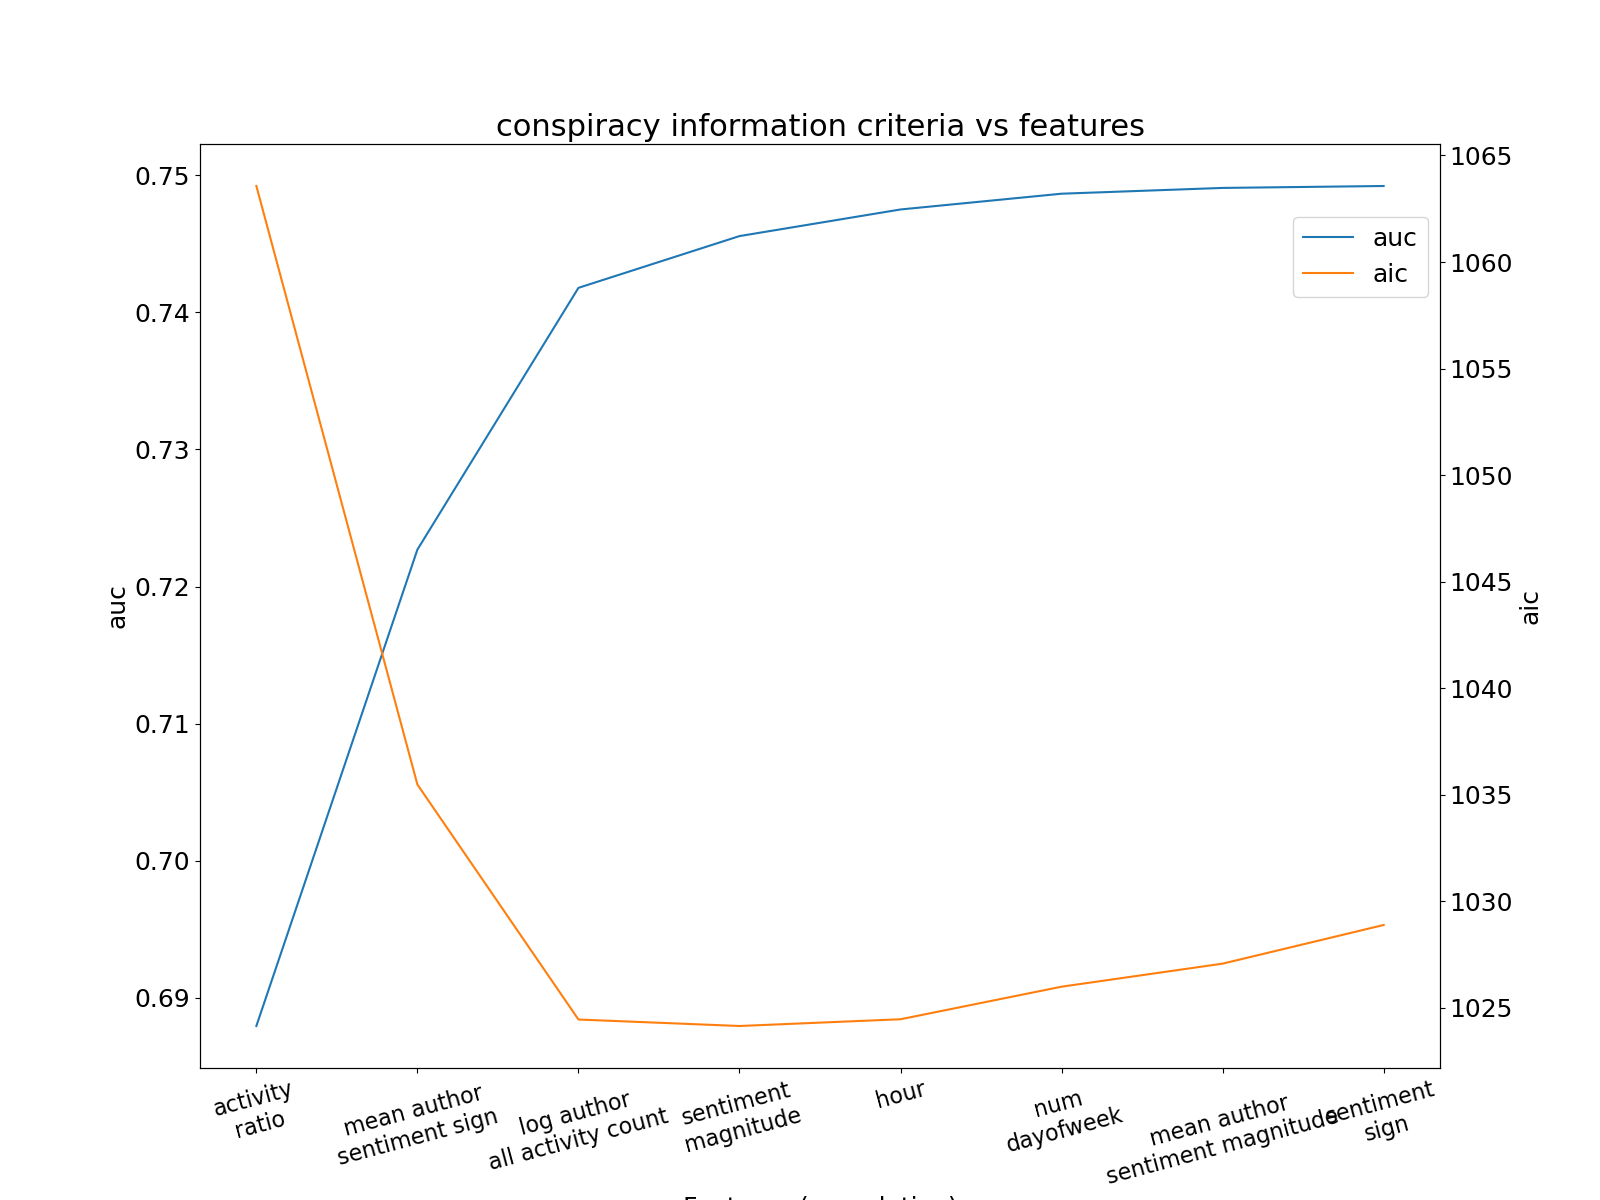 conspiracy information criteria vs features
0.75
0.74
0.73
0.72
0.71
0.70
0.69
auc
1065
1060
1055
1050
1045
1040
1035
1030
1025
aic
auc
aic
activity
ratio
mean author
sentiment sign
log author
all activity count
sentiment
magnitude
hour
num
dayofweek
mean author
sentiment magnitude
sentiment
sign